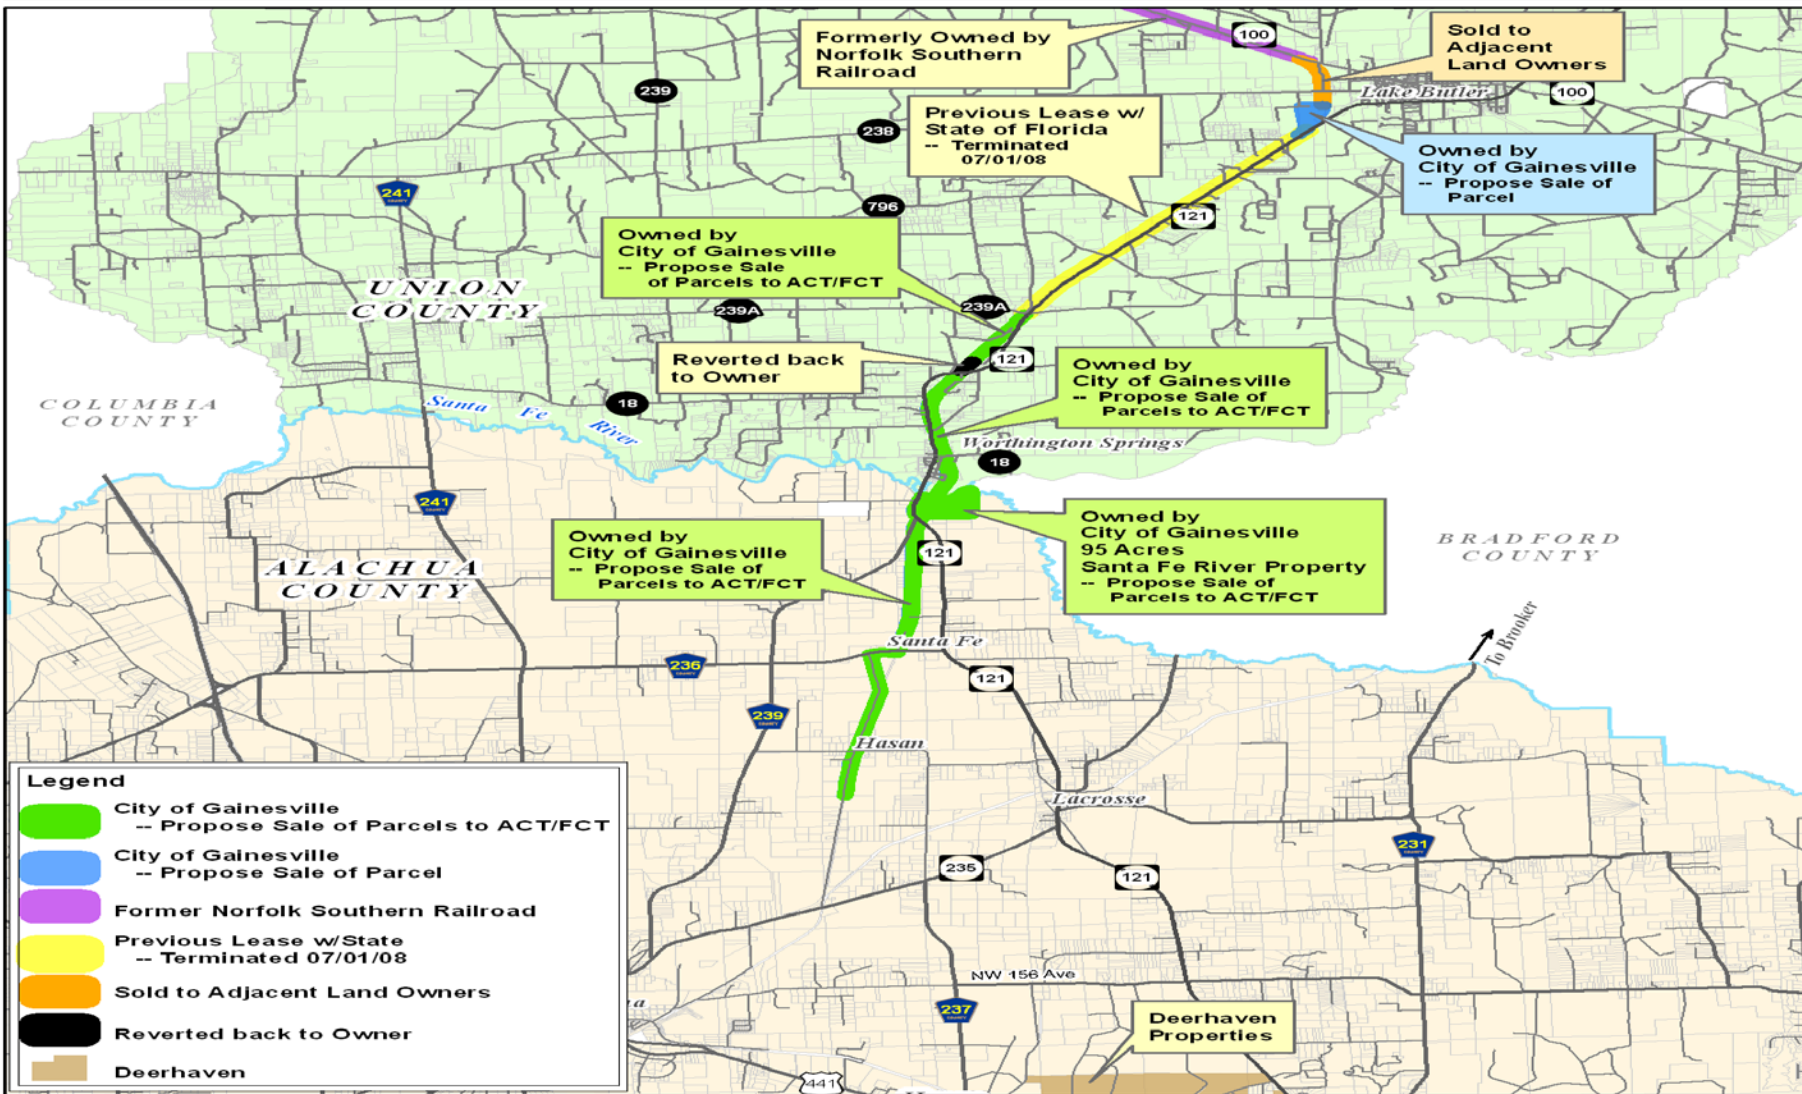 Formerly Owned by
Norfolk Southern
Railroad
100
Sold to
Adjacent
Land Owners
Lake Butler
100
239
238
Previous Lease w/
State of Florida
-- Terminated
07/01/08
Owned by
City of Gainesville
-- Propose Sale of
Parcel
241
COUNTY
796
121
Owned by
City of Gainesville
-- Propose Sale
of Parcels to ACT/FCT
UNION
COUNTY
239A
239A
Reverted back
to Owner
121
Owned by
City of Gainesville
-- Propose Sale of
Parcels to ACT/FCT
COLUMBIA
COUNTY
18
Santa Fe
River
Worthington Springs
18
241
COUNTY
Owned by
City of Gainesville
-- Propose Sale of
Parcels to ACT/FCT
121
Owned by
City of Gainesville
95 Acres
Santa Fe River Property
-- Propose Sale of
Parcels to ACT/FCT
BRADFORD
COUNTY
ALACHUA
COUNTY
To Brooker
Santa Fe
236
COUNTY
121
239
COUNTY
Hasan
Lacrosse
231
COUNTY
235
121
NW 156 Ave
237
COUNTY
Deerhaven
Properties
441
Legend
City of Gainesville
-- Propose Sale of Parcels to ACT/FCT
City of Gainesville
-- Propose Sale of Parcel
Former Norfolk Southern Railroad
Previous Lease w/State
-- Terminated 07/01/08
Sold to Adjacent Land Owners
Reverted back to Owner
Deerhaven